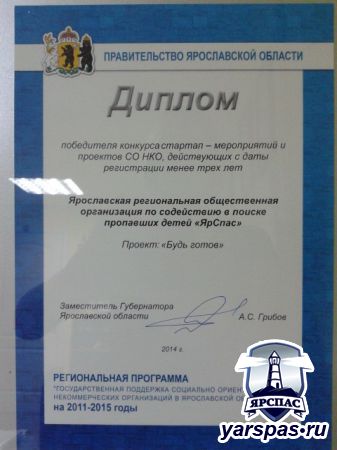 ПРАВИТЕЛЬСТВО ЯРОСЛАВСКОЙ ОБЛАСТИ
Диплом
победителя конкурса стартап – мероприятий и
проектов СО НКО, действующих с даты
регистрации менее трех лет
Ярославская региональная общественная
организация по содействию в поиске
пропавших детей «ЯрСпас»
Проект: «Будь готов»
Заместитель Губернатора
Ярославской области
А.С. Грибов
2014 г.
РЕГИОНАЛЬНАЯ ПРОГРАММА
"ГОСУДАРСТВЕННАЯ ПОДДЕРЖКА СОЦИАЛЬНО
НЕКОММЕРЧЕСКИХ ОРГАНИЗАЦИЙ В ЯРОСЛАВСКОЙ
на 2011-2015 годы
ЯРСПАС
yarspas.ru